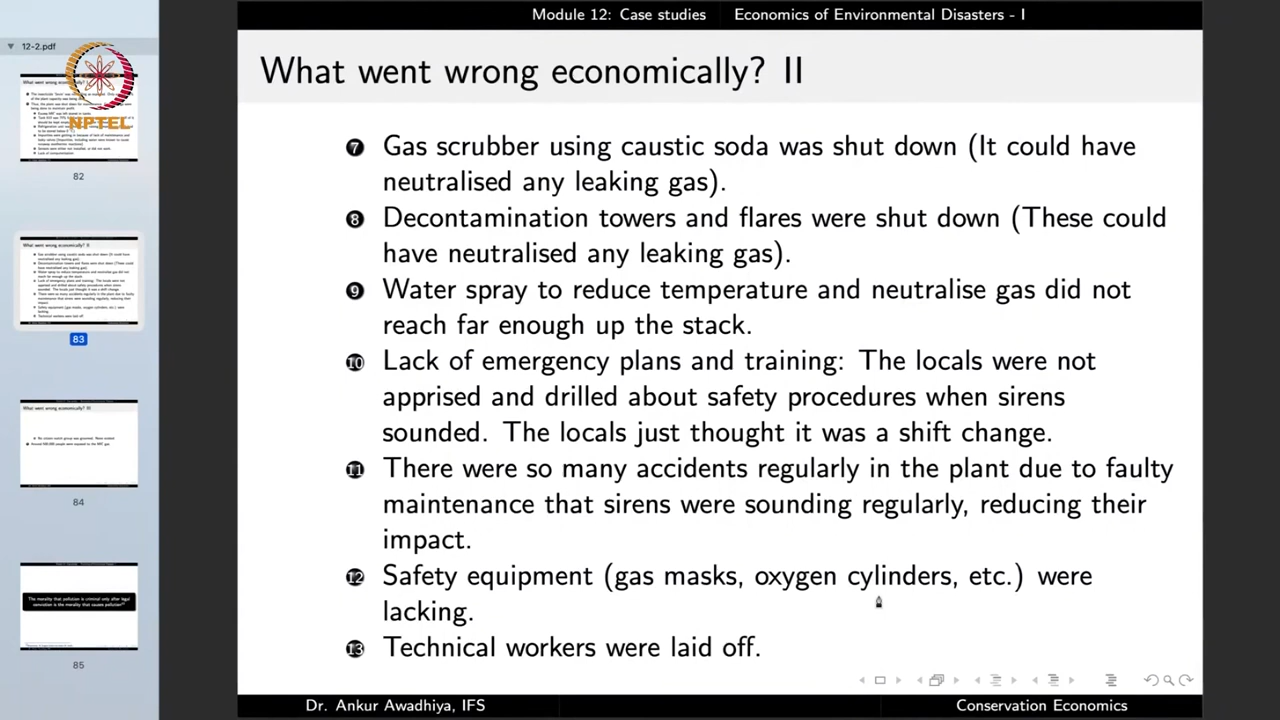 Module 12: Case studies Economics of Environmental Disasters - I
12-2.pdf
NPTEL
82
83
84
85
What went wrong economically? II
7 Gas scrubber using caustic soda was shut down (It could have
neutralised any leaking gas).
8 Decontamination towers and flares were shut down (These could
have neutralised any leaking gas).
9 Water spray to reduce temperature and neutralise gas did not
reach far enough up the stack.
10 Lack of emergency plans and training: The locals were not
apprised and drilled about safety procedures when sirens
sounded. The locals just thought it was a shift change.
11 There were so many accidents regularly in the plant due to faulty
maintenance that sirens were sounding regularly, reducing their
impact.
12 Safety equipment (gas masks, oxygen cylinders, etc.) were
lacking.
13 Technical workers were laid off.
Dr. Ankur Awadhiya, IFS Conservation Economics